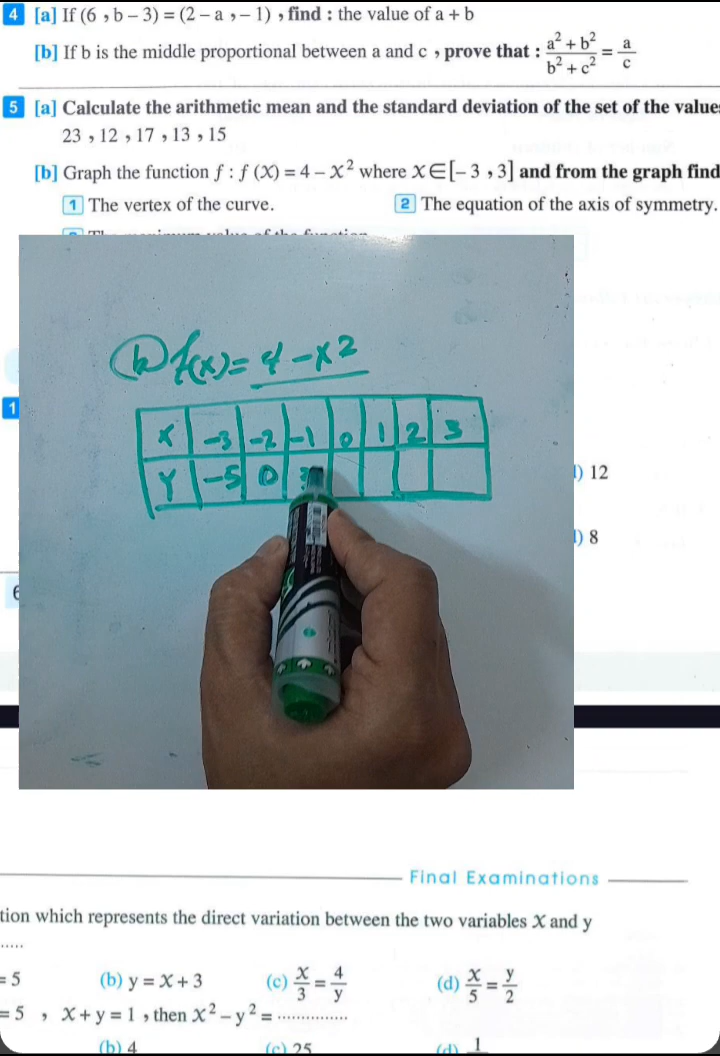 4 [a] If (6 , b – 3) = (2 – a , – 1) , find : the value of a + b
[b] If b is the middle proportional between a and c , prove that : a² + b² / b² + c² = a / c
5 [a] Calculate the arithmetic mean and the standard deviation of the set of the value
23 , 12 , 17 , 13 , 15
[b] Graph the function f : f (X) = 4 – X² where X ∈ [– 3 , 3] and from the graph find
1 The vertex of the curve.
2 The equation of the axis of symmetry.
(b) f(x) = 4 – x²
X -3 -2 -1 0 1 2 3
Y -5 0
1
) 12
) 8
Final Examinations
tion which represents the direct variation between the two variables X and y
.....
= 5 (b) y = X + 3 (c) X / 3 = 4 / y (d) X / 5 = y / 2
= 5 , X + y = 1 , then X² – y² = ...............
(b) 4 (c) 25 (d) 1